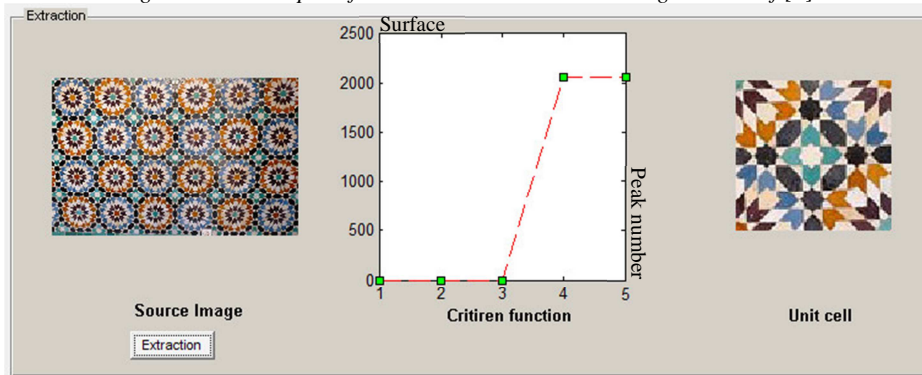 Extraction
Surface
2500
2000
1500
1000
500
0
1 2 3 4 5
Peak number
Source Image
Critiren function
Unit cell
Extraction